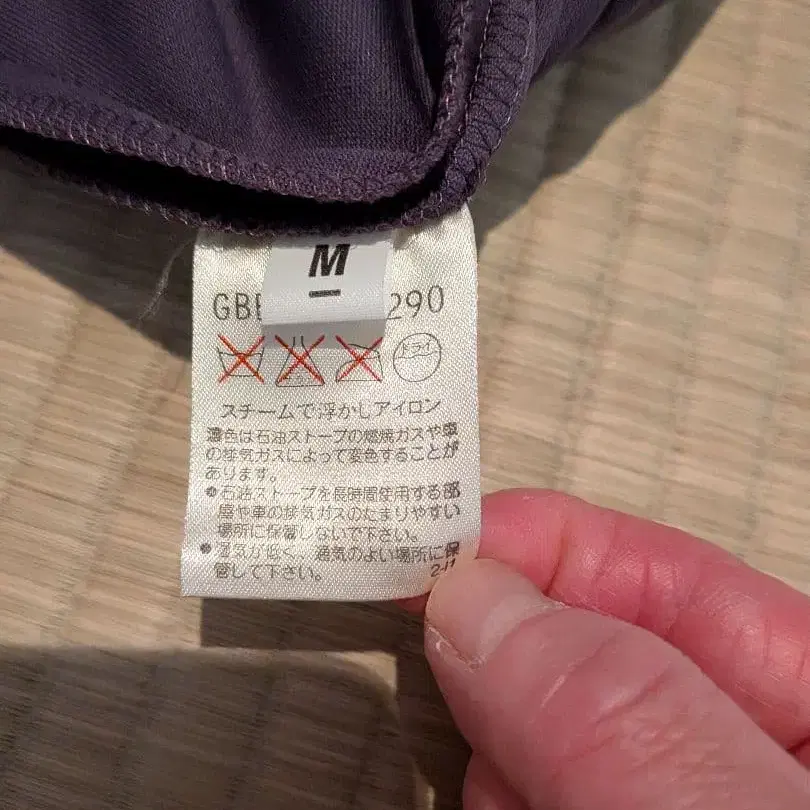 M
GB 290
ドライ
スチームで浮かしアイロン
濃色は石油ストーブの燃焼ガスや車
の排気ガスによって変色することが
あります。
●石油ストーブを長時間使用する部
屋や車の排気ガスのたまりやすい
場所に保管しないで下さい。
●湿気が低く、通気のよい場所に保
管して下さい。